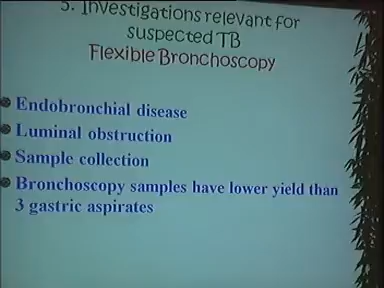 5. Investigations relevant for
suspected TB
Flexible Bronchoscopy
Endobronchial disease
Luminal obstruction
Sample collection
Bronchoscopy samples have lower yield than
3 gastric aspirates